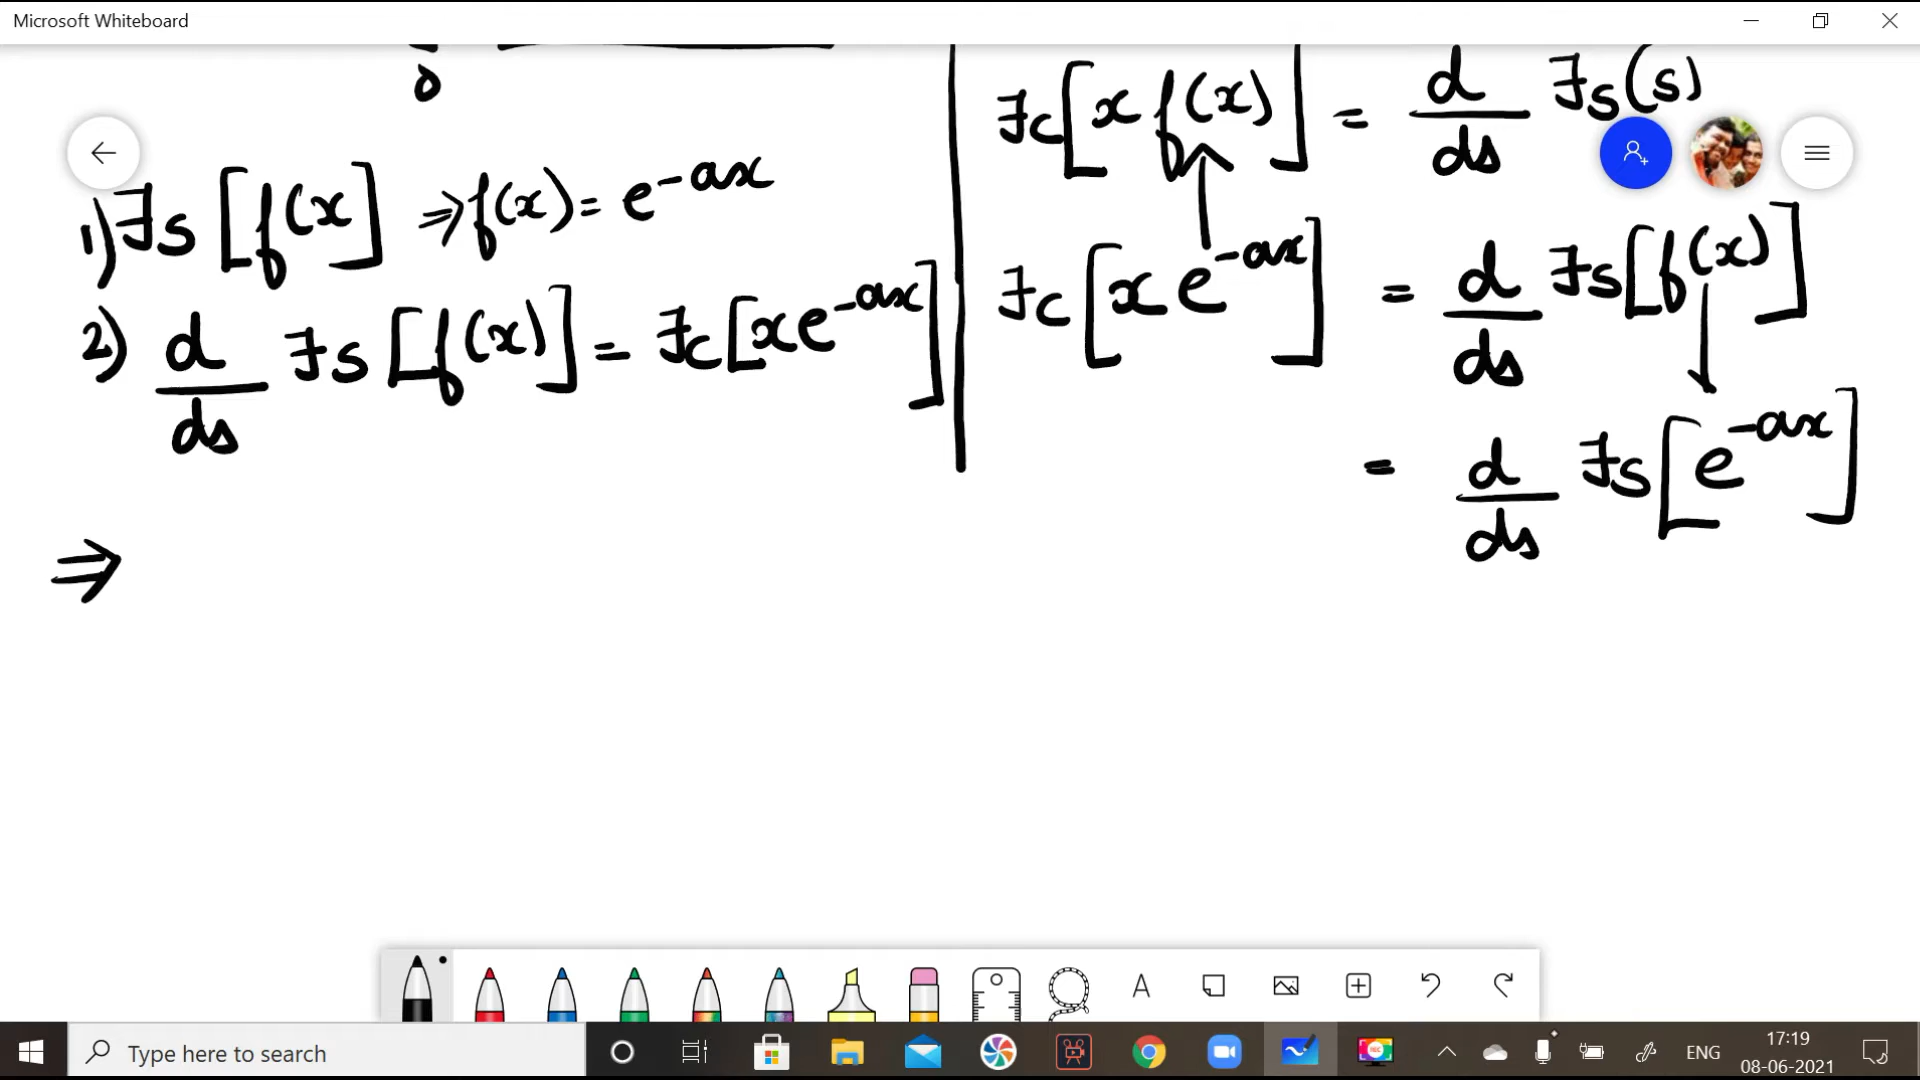 Microsoft Whiteboard
0
1) Fs [f(x] ⇒ f(x) = e^-ax
2) d/ds Fs [f(x)] = Fc [x e^-ax]
⇒
Fc [x f(x)] = d/ds Fs(s)
Fc [x e^-ax] = d/ds Fs [f(x)]
= d/ds Fs [e^-ax]
A
Type here to search
ENG
17:19
08-06-2021